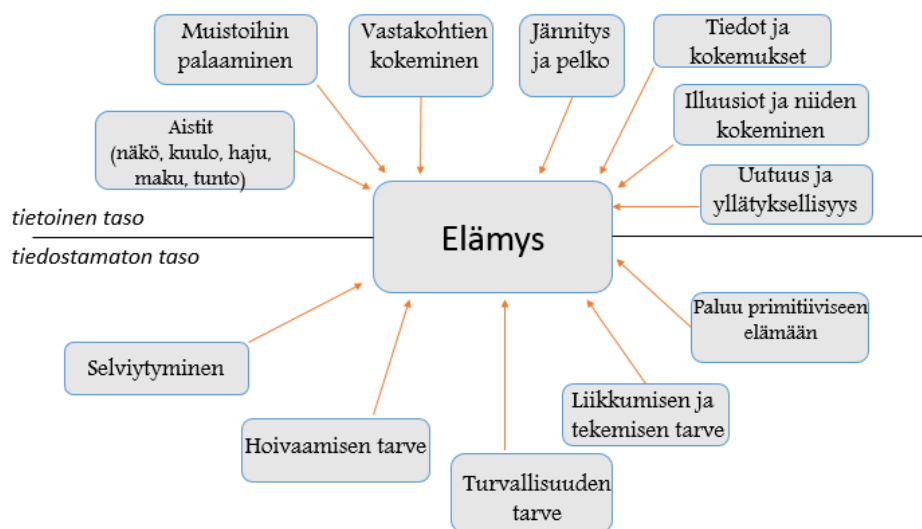 Muistoihin
palaaminen
Vastakohtien
kokeminen
Jännitys
ja pelko
Tiedot ja
kokemukset
Aistit
(näkö, kuulo, haju,
maku, tunto)
Illuusiot ja niiden
kokeminen
Uutuus ja
yllätyksellisyys
tietoinen taso
Elämys
tiedostamaton taso
Paluu primitiiviseen
elämään
Selviytyminen
Liikkumisen ja
tekemisen tarve
Hoivaamisen tarve
Turvallisuuden
tarve